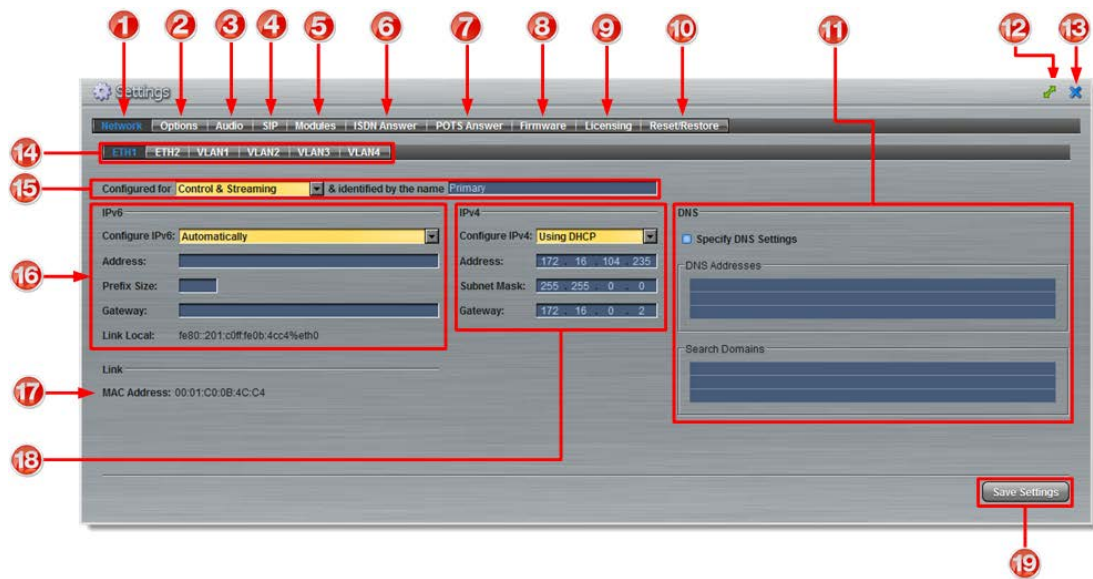 1 2 3 4 5 6 7 8 9 10 11 12 13
Settings
Network Options Audio SIP Modules ISDN Answer POTS Answer Firmware Licensing Reset/Restore
14 ETH1 ETH2 VLAN1 VLAN2 VLAN3 VLAN4
15 Configured for Control & Streaming & identified by the name Primary
IPv6 IPv4 DNS
Configure IPv6: Automatically Configure IPv4: Using DHCP Specify DNS Settings
Address: Address: 172 . 16 . 104 . 235 DNS Addresses
16 Prefix Size: Subnet Mask: 255 . 255 . 0 . 0
Gateway: Gateway: 172 . 16 . 0 . 2
Link Local: fe80::201:c0ff:fe0b:4cc4%eth0 Search Domains
Link
17 MAC Address: 00:01:C0:0B:4C:C4
18
Save Settings
19